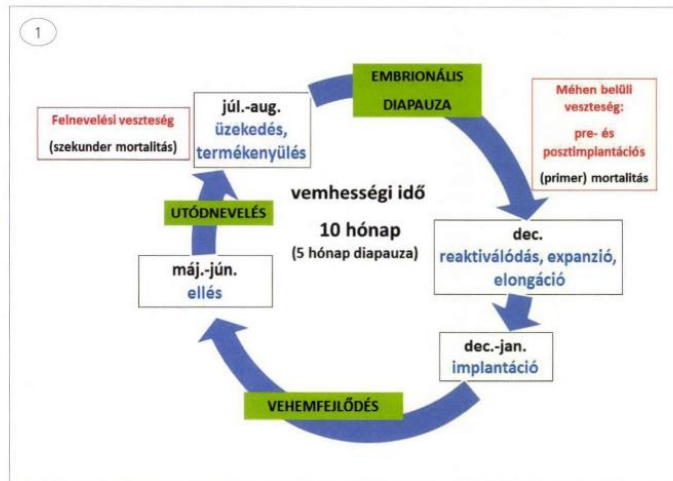 1
EMBRIONÁLIS
DIAPAUZA
júl.-aug.
üzekedés,
termékenyülés
Felnevelési veszteség
(szekunder mortalitás)
Méhen belüli
veszteség:
pre- és
posztimplantációs
(primer) mortalitás
vemhességi idő
10 hónap
(5 hónap diapauza)
UTÓDNEVELÉS
dec.
reaktiválódás, expanzió,
elongáció
máj.-jún.
ellés
dec.-jan.
implantáció
VEHEMFEJLŐDÉS